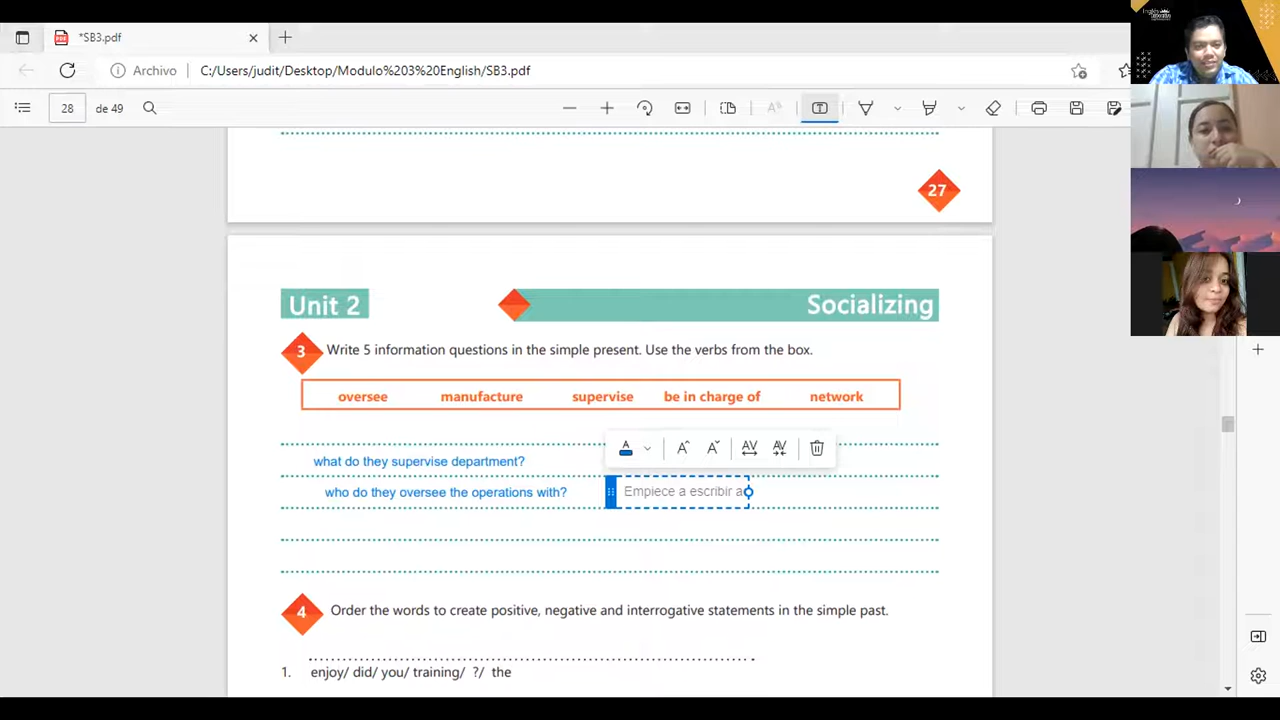 *SB3.pdf
Archivo
C:/Users/judit/Desktop/Modulo%203%20English/SB3.pdf
28
de 49
27
Unit 2
Socializing
3
Write 5 information questions in the simple present. Use the verbs from the box.
oversee manufacture supervise be in charge of network
what do they supervise department?
who do they oversee the operations with?
Empiece a escribir a
4
Order the words to create positive, negative and interrogative statements in the simple past.
1. enjoy/ did/ you/ training/ ?/ the